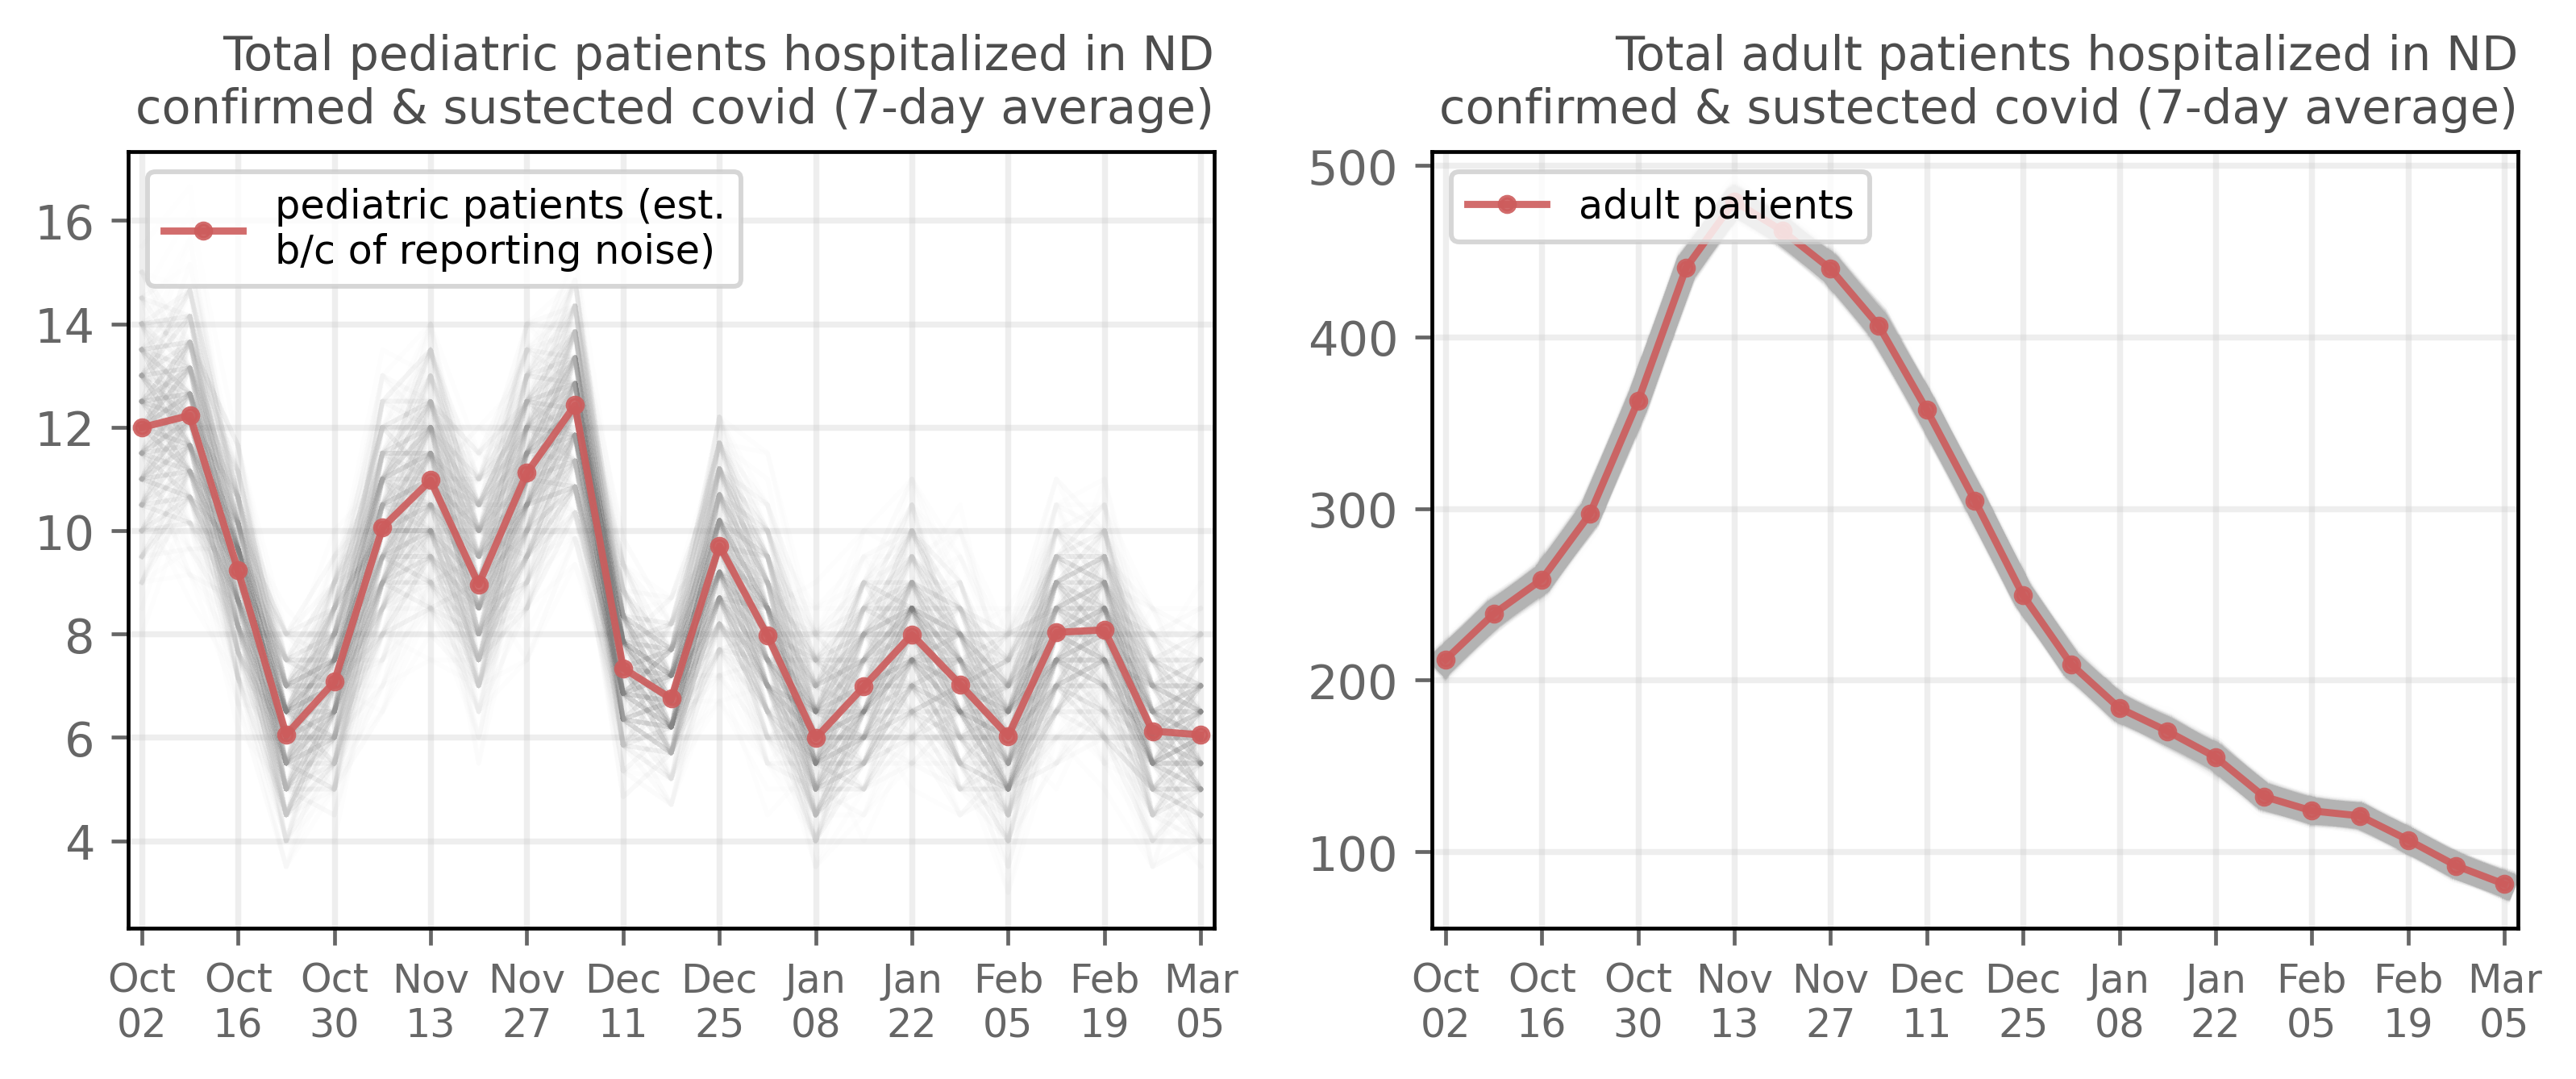 Total pediatric patients hospitalized in ND
confirmed & sustected covid (7-day average)
pediatric patients (est.
b/c of reporting noise)
16
14
12
10
8
6
4
Oct Oct Oct Nov Nov Dec Dec Jan Jan Feb Feb Mar
02 16 30 13 27 11 25 08 22 05 19 05
Total adult patients hospitalized in ND
confirmed & sustected covid (7-day average)
adult patients
500
400
300
200
100
Oct Oct Oct Nov Nov Dec Dec Jan Jan Feb Feb Mar
02 16 30 13 27 11 25 08 22 05 19 05